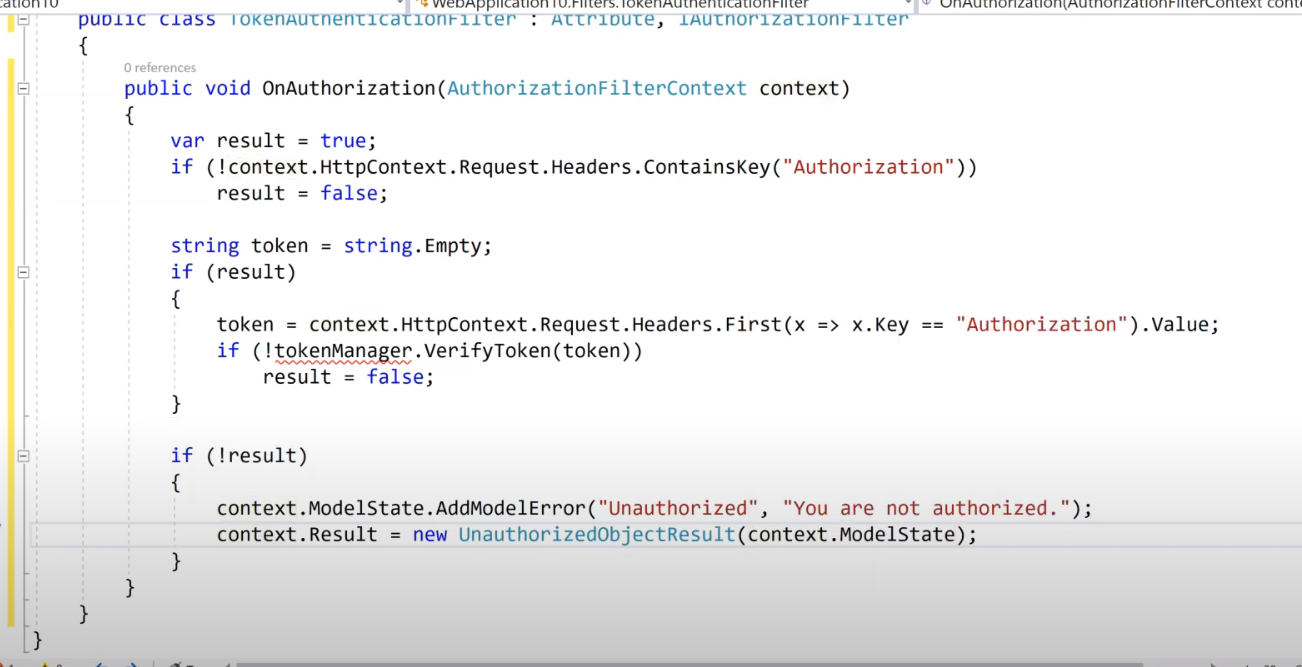 WebApplication10.Filters.TokenAuthenticationFilter
public class TokenAuthenticationFilter : Attribute, IAuthorizationFilter
{
0 references
public void OnAuthorization(AuthorizationFilterContext context)
{
var result = true;
if (!context.HttpContext.Request.Headers.ContainsKey("Authorization"))
result = false;
string token = string.Empty;
if (result)
{
token = context.HttpContext.Request.Headers.First(x => x.Key == "Authorization").Value;
if (!tokenManager.VerifyToken(token))
result = false;
}
if (!result)
{
context.ModelState.AddModelError("Unauthorized", "You are not authorized.");
context.Result = new UnauthorizedObjectResult(context.ModelState);
}
}
}
}